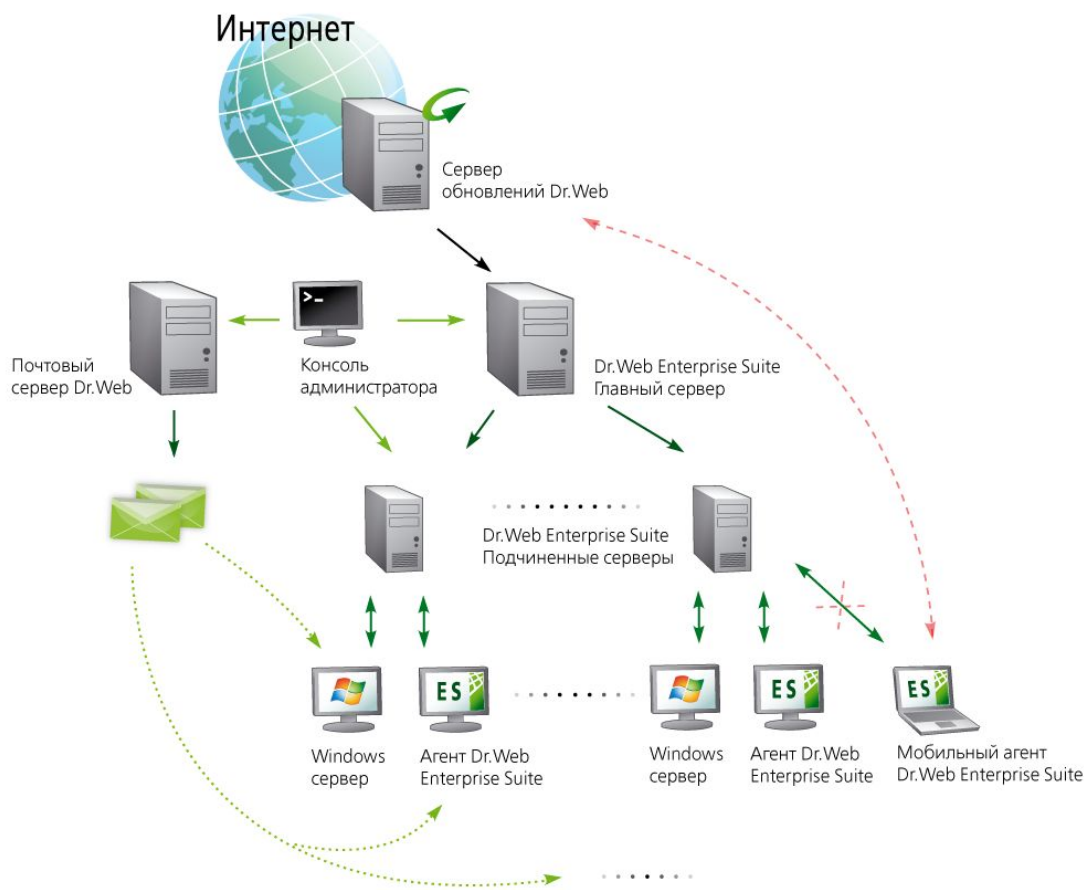 Интернет
Сервер
обновлений Dr.Web
Почтовый
сервер Dr.Web
>_
Консоль
администратора
Dr.Web Enterprise Suite
Главный сервер
Dr.Web Enterprise Suite
Подчиненные серверы
ES
ES
ES
Windows
сервер
Агент Dr.Web
Enterprise Suite
Windows
сервер
Агент Dr.Web
Enterprise Suite
Мобильный агент
Dr.Web Enterprise Suite